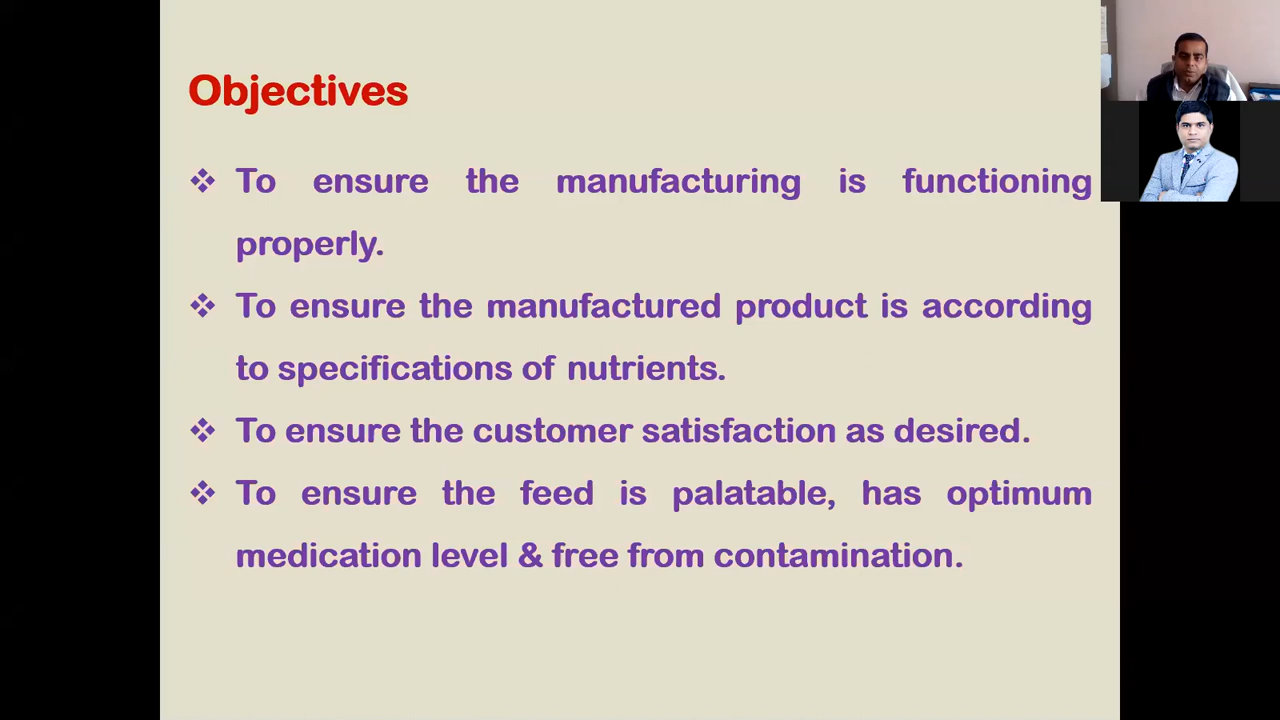 Objectives
❖ To ensure the manufacturing is functioning
properly.
❖ To ensure the manufactured product is according
to specifications of nutrients.
❖ To ensure the customer satisfaction as desired.
❖ To ensure the feed is palatable, has optimum
medication level & free from contamination.